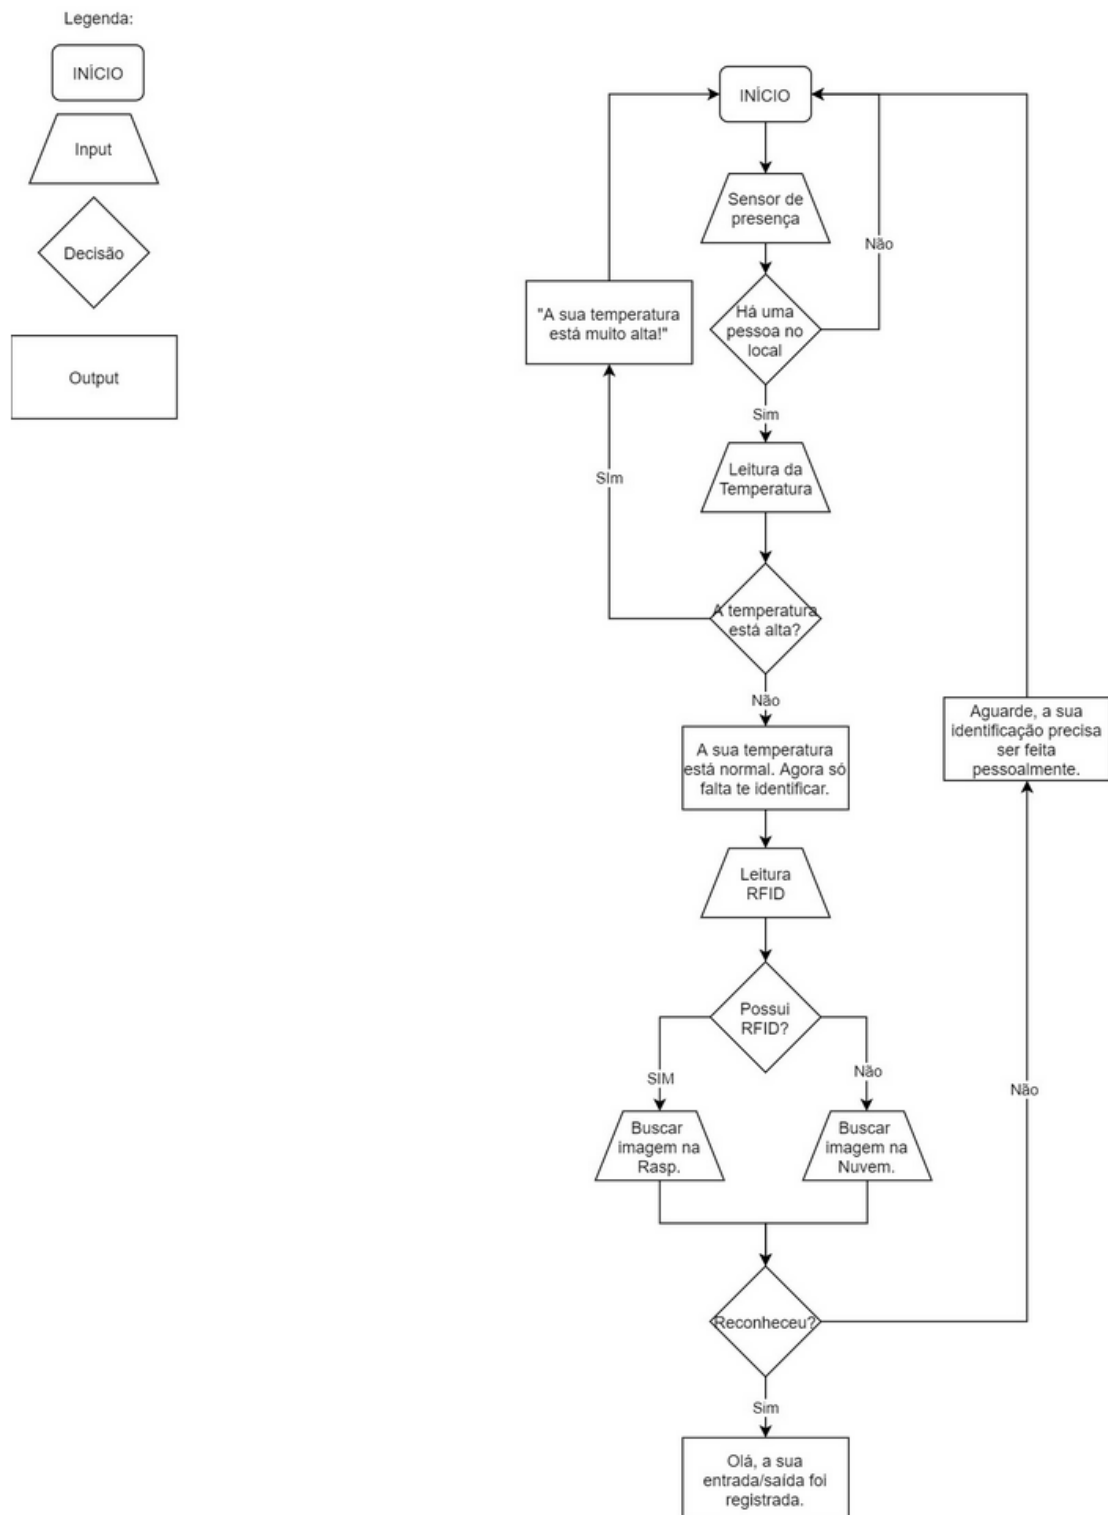 Legenda:
INÍCIO
Input
Decisão
Output
INÍCIO
Sensor de
presença
Não
"A sua temperatura
está muito alta!"
Há uma
pessoa no
local
Sim
Leitura da
Temperatura
SIm
A temperatura
está alta?
Não
Aguarde, a sua
identificação precisa
ser feita
pessoalmente.
A sua temperatura
está normal. Agora só
falta te identificar.
Leitura
RFID
Possui
RFID?
SIM
Não
Não
Buscar
imagem na
Rasp.
Buscar
imagem na
Nuvem.
Reconheceu?
Sim
Olá, a sua
entrada/saída foi
registrada.